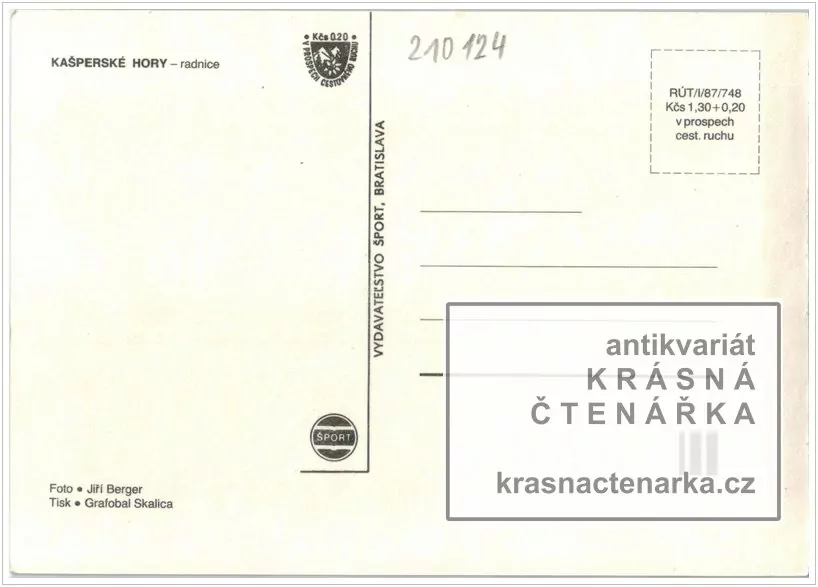 KAŠPERSKÉ HORY – radnice
• Kčs 0.20 •
V PROSPECH CESTOVNÉHO RUCHU
210 124
RÚT/I/87/748
Kčs 1,30+0,20
v prospech
cest. ruchu
VYDAVATEĽSTVO ŠPORT, BRATISLAVA
ŠPORT
Foto • Jiří Berger
Tisk • Grafobal Skalica
antikvariát
KRÁSNÁ
ČTENÁŘKA
krasnactenarka.cz